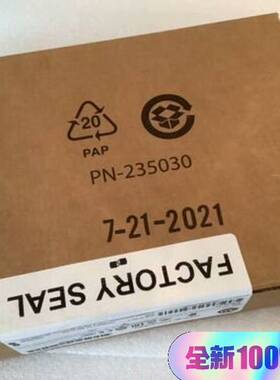 20
PAP
PN-235030
7-21-2021
FACTORY SEAL
全新100